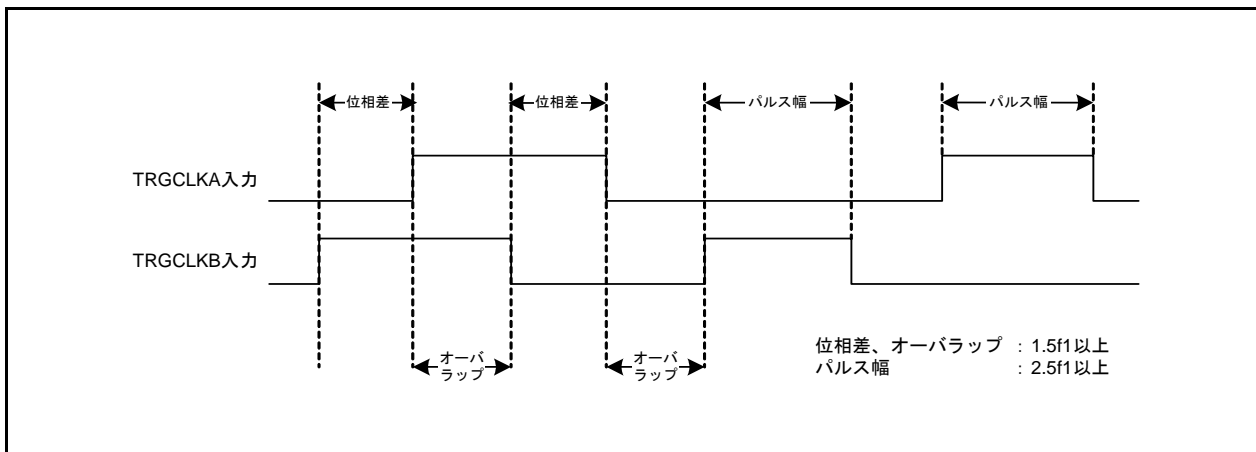 位相差
位相差
パルス幅
パルス幅
TRGCLKA入力
TRGCLKB入力
オーバ
ラップ
オーバ
ラップ
位相差、オーバラップ : 1.5f1以上
パルス幅 : 2.5f1以上